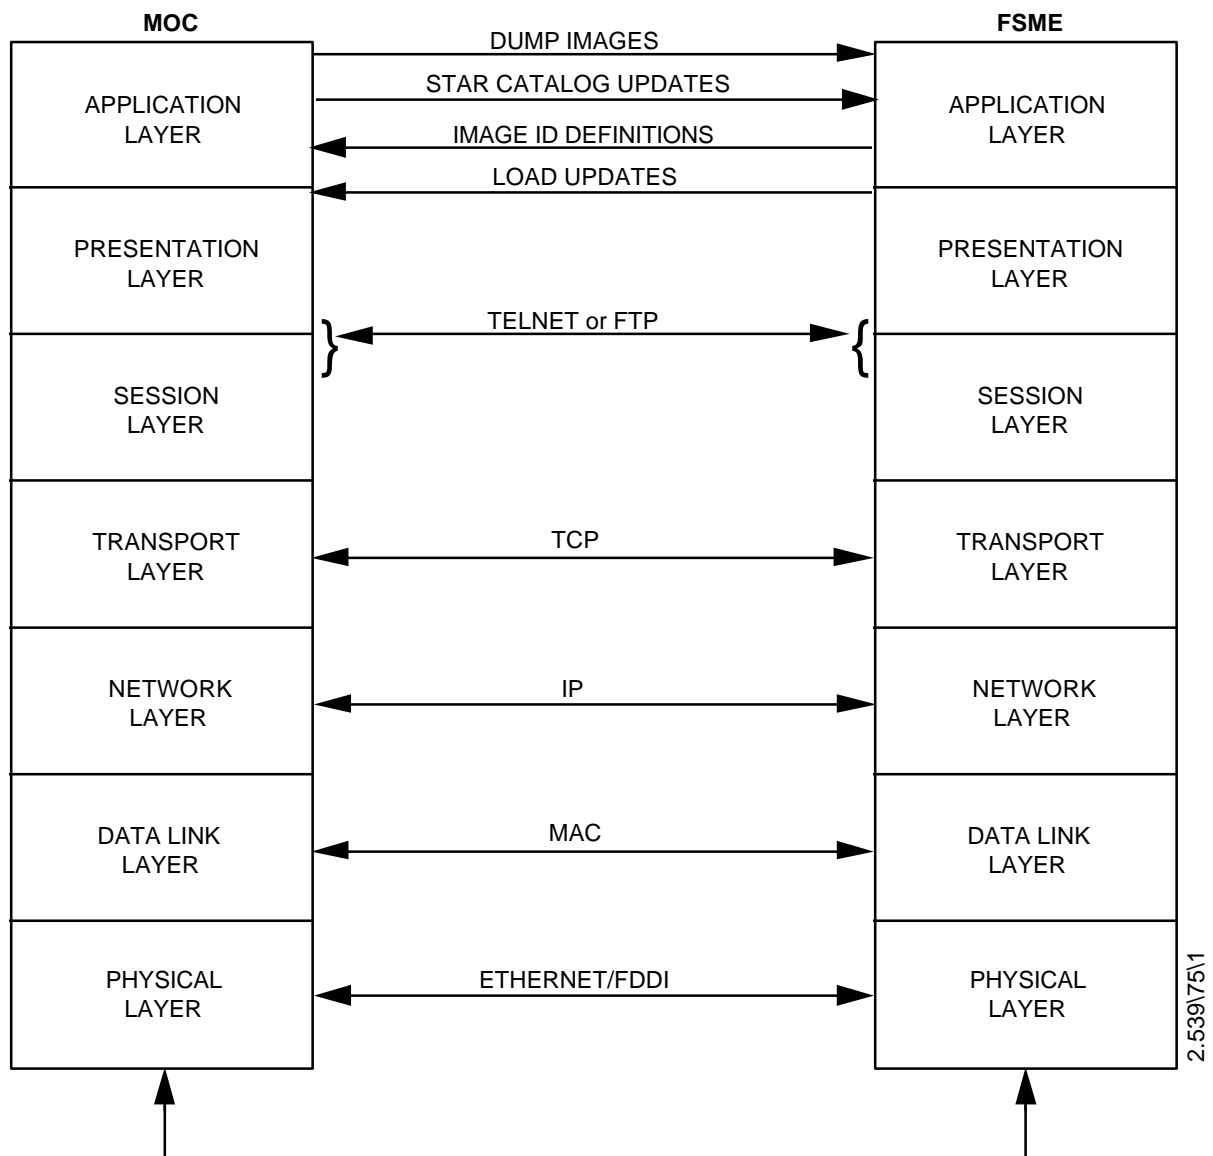 MOC
FSME
DUMP IMAGES
STAR CATALOG UPDATES
IMAGE ID DEFINITIONS
LOAD UPDATES
APPLICATION
LAYER
APPLICATION
LAYER
PRESENTATION
LAYER
PRESENTATION
LAYER
TELNET or FTP
} {
SESSION
LAYER
SESSION
LAYER
TRANSPORT
LAYER
TCP
TRANSPORT
LAYER
NETWORK
LAYER
IP
NETWORK
LAYER
DATA LINK
LAYER
MAC
DATA LINK
LAYER
PHYSICAL
LAYER
ETHERNET/FDDI
PHYSICAL
LAYER
2.539\75\1